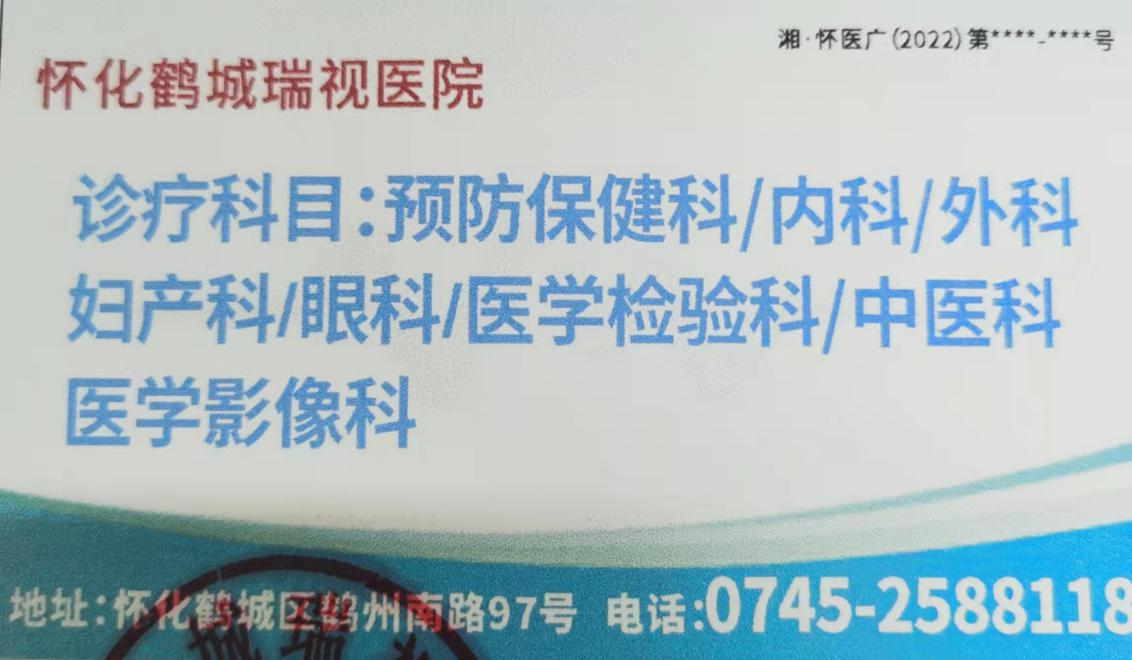 湘·怀医广(2022)第****-****号
怀化鹤城瑞视医院
诊疗科目:预防保健科/内科/外科
妇产科/眼科/医学检验科/中医科
医学影像科
地址:怀化鹤城区鹤州南路97号 电话:0745-2588118
城瑞视